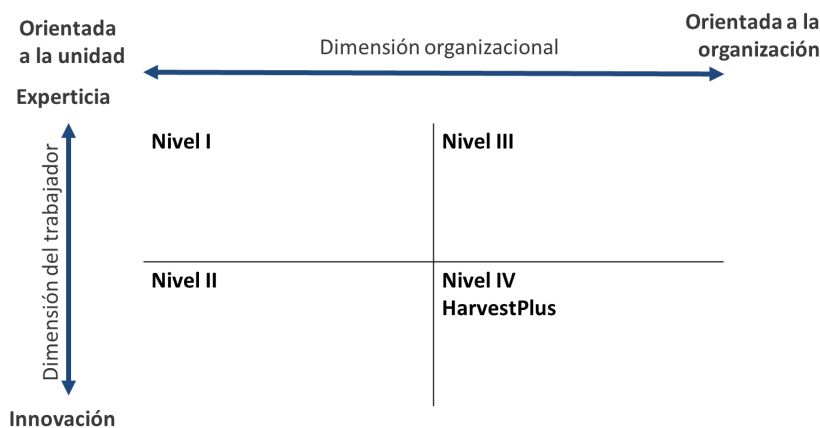 Orientada
a la unidad
Dimensión organizacional
Orientada a la
organización
Experticia
Dimensión del trabajador
Nivel I
Nivel III
Nivel II
Nivel IV
HarvestPlus
Innovación